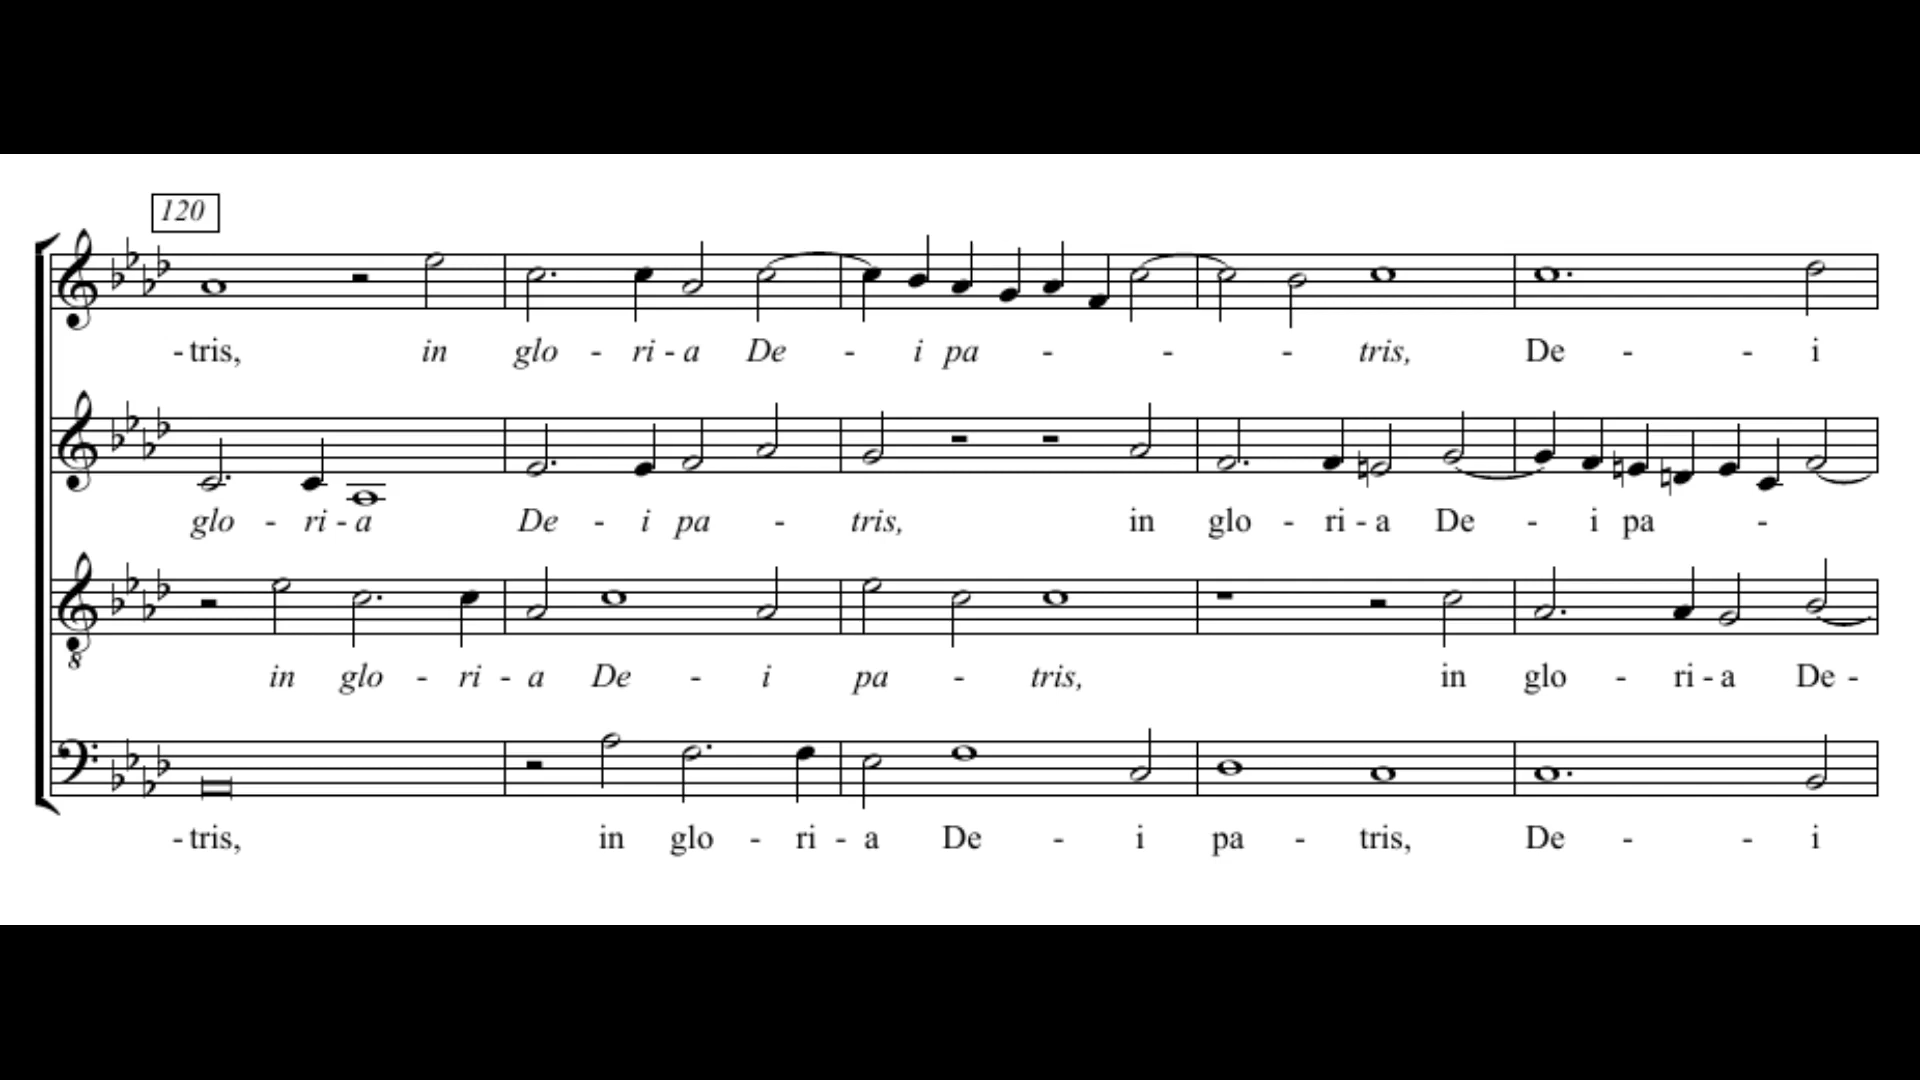 120
-tris, in glo - ri - a De - i pa - - - tris, De - - i
glo - ri - a De - i pa - tris, in glo - ri - a De - i pa -
8
in glo - ri - a De - i pa - tris, in glo - ri - a De -
-tris, in glo - ri - a De - i pa - tris, De - - i